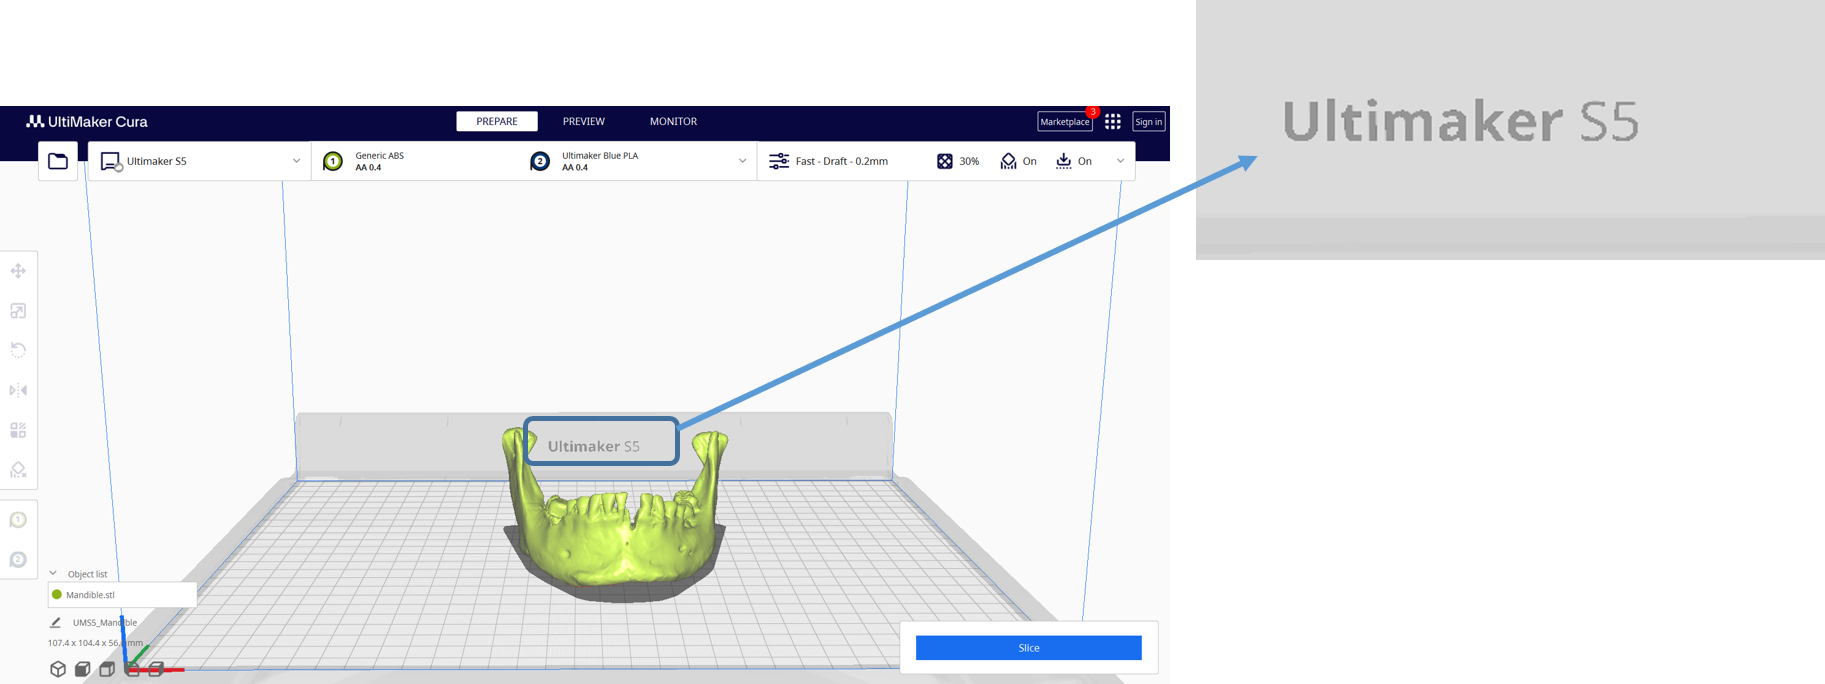 Ultimaker S5
UltiMaker Cura
PREPARE
PREVIEW
MONITOR
Marketplace
3
Sign in
Ultimaker S5
1
Generic ABS
AA 0.4
2
Ultimaker Blue PLA
AA 0.4
Fast - Draft - 0.2mm
30%
On
On
Ultimaker S5
1
2
Object list
Mandible.stl
UMS5_Mandible
107.4 x 104.4 x 56. mm
Slice